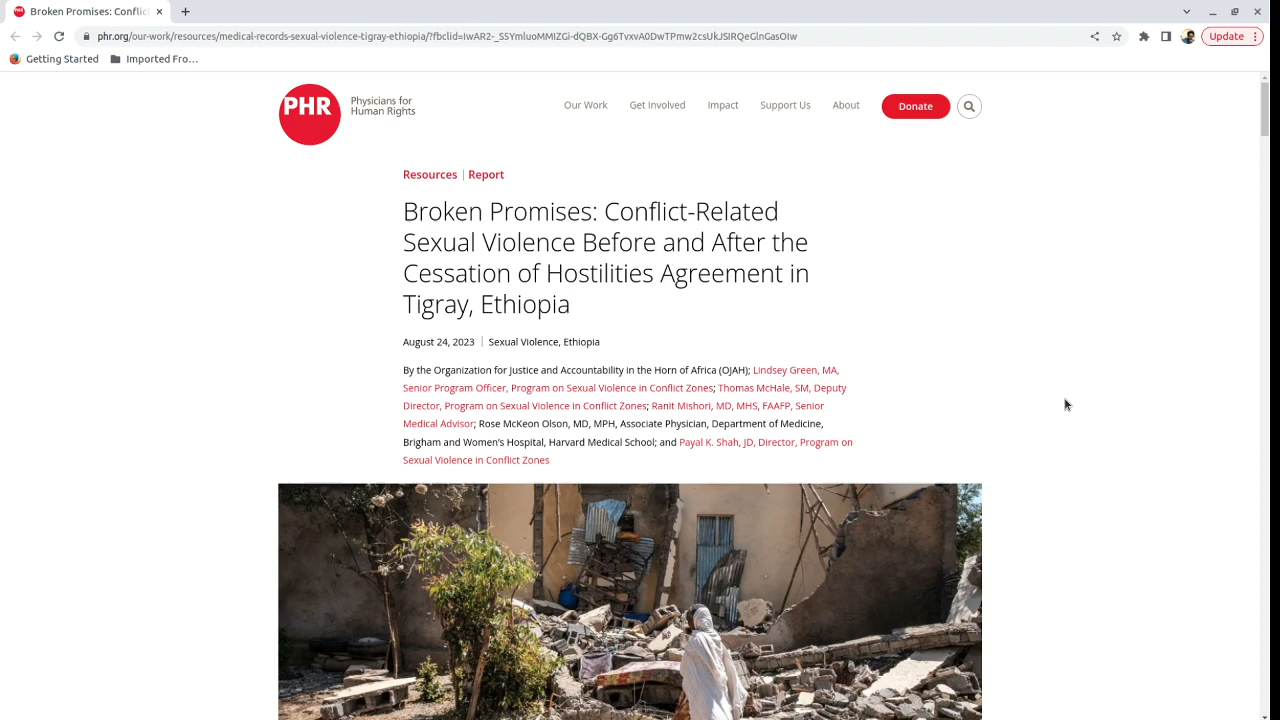 Broken Promises: Conflic
phr.org/our-work/resources/medical-records-sexual-violence-tigray-ethiopia/?fbclid=IwAR2-_S5YmluoMMIZGi-dQBX-Gg6TvxvA0DwTPmw2csUkJSIRQeGlnGasOIw
Update
Getting Started
Imported Fro…
PHR
Physicians for
Human Rights
Our Work
Get Involved
Impact
Support Us
About
Donate
Resources | Report
Broken Promises: Conflict-Related
Sexual Violence Before and After the
Cessation of Hostilities Agreement in
Tigray, Ethiopia
August 24, 2023 | Sexual Violence, Ethiopia
By the Organization for Justice and Accountability in the Horn of Africa (OJAH); Lindsey Green, MA,
Senior Program Officer, Program on Sexual Violence in Conflict Zones; Thomas McHale, SM, Deputy
Director, Program on Sexual Violence in Conflict Zones; Ranit Mishori, MD, MHS, FAAFP, Senior
Medical Advisor; Rose McKeon Olson, MD, MPH, Associate Physician, Department of Medicine,
Brigham and Women's Hospital, Harvard Medical School; and Payal K. Shah, JD, Director, Program on
Sexual Violence in Conflict Zones